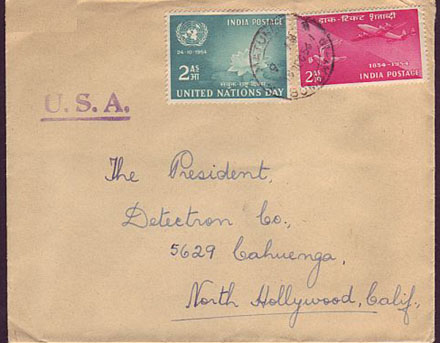 INDIA POSTAGE
24-10-1954
2 AS
आ
संयुक्त राष्ट्र दिवस
UNITED NATIONS DAY
डाक-टिकट शताब्दी
1854-1954
2 AS
INDIA POSTAGE
U.S.A.
The President,
Detectron Co.,
5629 Cahuenga,
North Hollywood, Calif.,